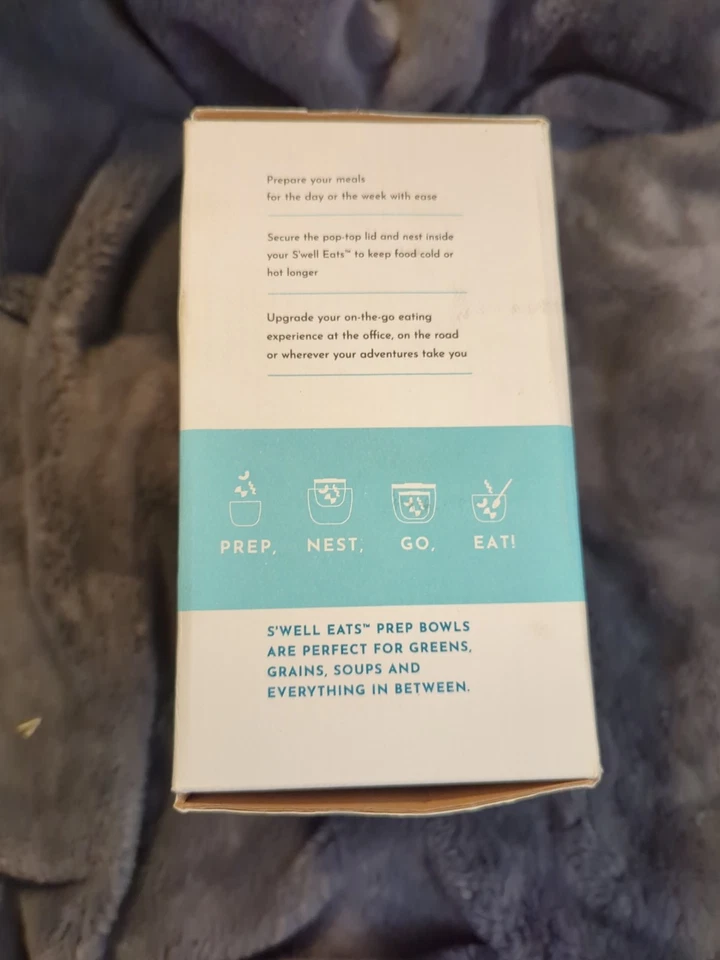 Prepare your meals
for the day or the week with ease
Secure the pop-top lid and nest inside
your S'well Eats™ to keep food cold or
hot longer
Upgrade your on-the-go eating
experience at the office, on the road
or wherever your adventures take you
PREP, NEST, GO, EAT!
S'WELL EATS™ PREP BOWLS
ARE PERFECT FOR GREENS,
GRAINS, SOUPS AND
EVERYTHING IN BETWEEN.